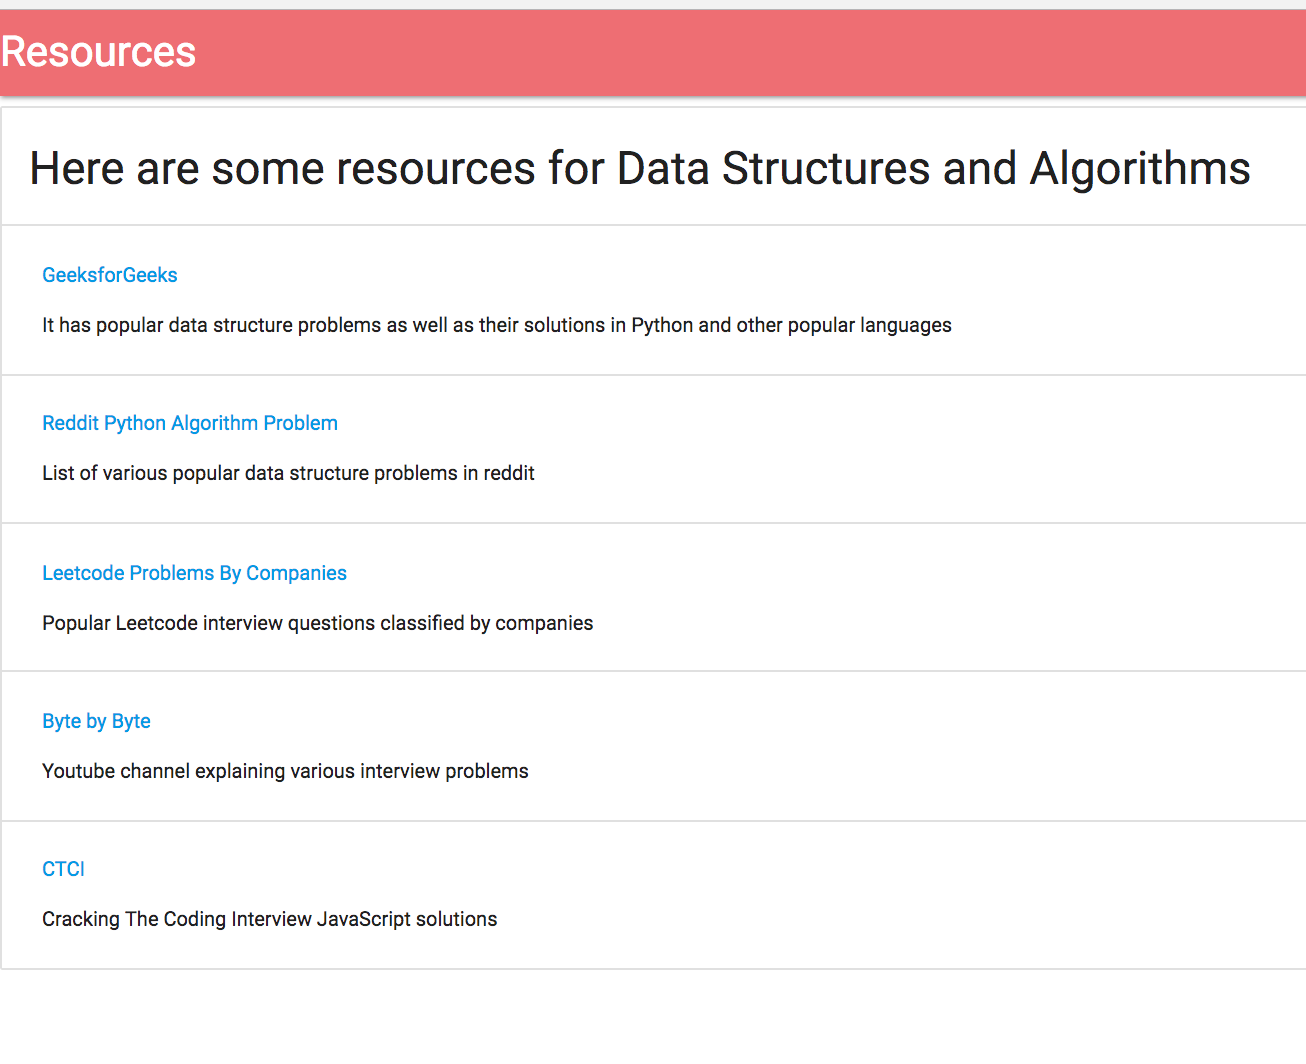 Resources
Here are some resources for Data Structures and Algorithms
GeeksforGeeks
It has popular data structure problems as well as their solutions in Python and other popular languages
Reddit Python Algorithm Problem
List of various popular data structure problems in reddit
Leetcode Problems By Companies
Popular Leetcode interview questions classified by companies
Byte by Byte
Youtube channel explaining various interview problems
CTCI
Cracking The Coding Interview JavaScript solutions